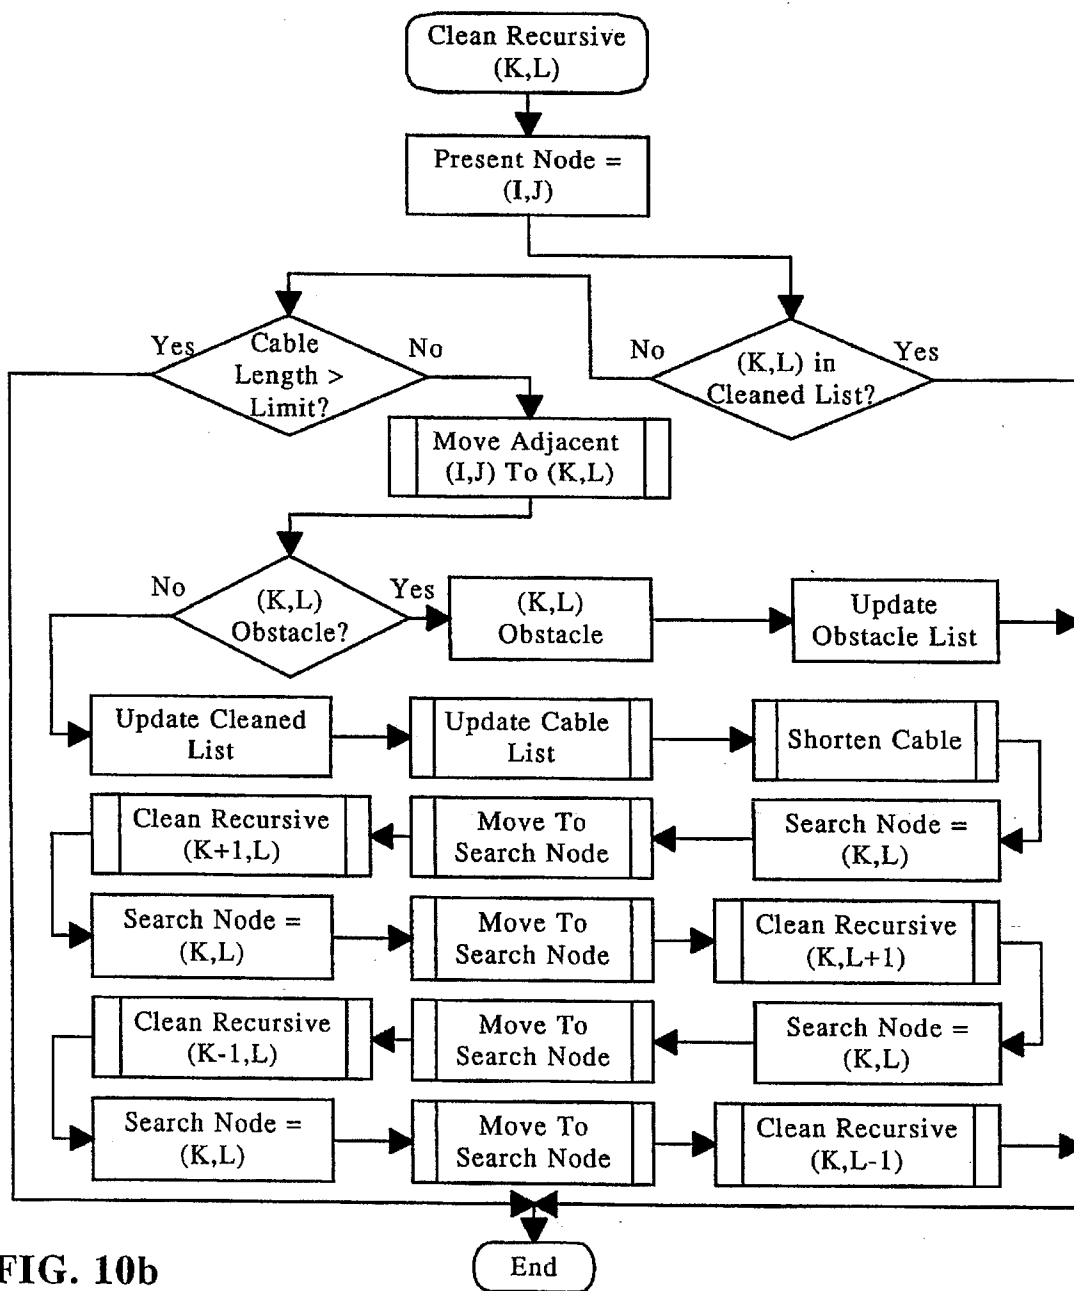 Clean Recursive
(K,L)
Present Node =
(I,J)
Yes
Cable
Length >
Limit?
No
No
(K,L) in
Cleaned List?
Yes
Move Adjacent
(I,J) To (K,L)
No
(K,L)
Obstacle?
Yes
(K,L)
Obstacle
Update
Obstacle List
Update Cleaned
List
Update Cable
List
Shorten Cable
Clean Recursive
(K+1,L)
Move To
Search Node
Search Node =
(K,L)
Search Node =
(K,L)
Move To
Search Node
Clean Recursive
(K,L+1)
Clean Recursive
(K-1,L)
Move To
Search Node
Search Node =
(K,L)
Search Node =
(K,L)
Move To
Search Node
Clean Recursive
(K,L-1)
End
FIG. 10b